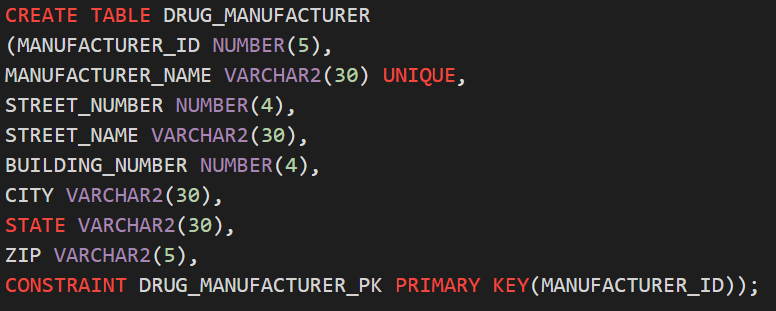 CREATE TABLE DRUG_MANUFACTURER
(MANUFACTURER_ID NUMBER(5),
MANUFACTURER_NAME VARCHAR2(30) UNIQUE,
STREET_NUMBER NUMBER(4),
STREET_NAME VARCHAR2(30),
BUILDING_NUMBER NUMBER(4),
CITY VARCHAR2(30),
STATE VARCHAR2(30),
ZIP VARCHAR2(5),
CONSTRAINT DRUG_MANUFACTURER_PK PRIMARY KEY(MANUFACTURER_ID));